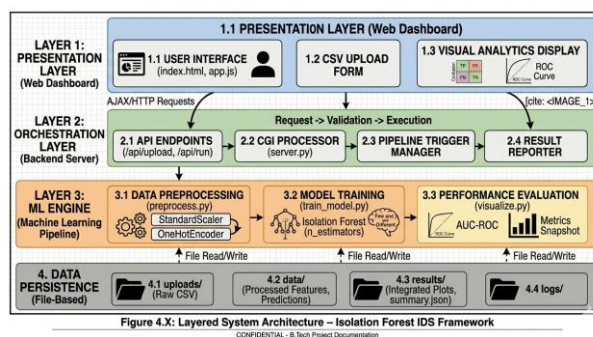 1.1 PRESENTATION LAYER (Web Dashboard)
LAYER 1:
PRESENTATION
LAYER
(Web Dashboard)
1.1 USER INTERFACE
(index.html, app.js)
1.2 CSV UPLOAD
FORM
1.3 VISUAL ANALYTICS DISPLAY
TP FP
FN TN
ROC
Curve
ROC Curve
AJAX/HTTP Requests
[cite: <IMAGE_1>]
LAYER 2:
ORCHESTRATION
LAYER
(Backend Server)
Request -> Validation -> Execution
2.1 API ENDPOINTS
(/api/upload, /api/run)
2.2 CGI PROCESSOR
(server.py)
2.3 PIPELINE TRIGGER
MANAGER
2.4 RESULT
REPORTER
LAYER 3:
ML ENGINE
(Machine Learning
Pipeline)
3.1 DATA PREPROCESSING
(preprocess.py)
StandardScaler
OneHotEncoder
3.2 MODEL TRAINING
(train_model.py)
Isolation Forest
(n_estimators)
Few and
Different
3.3 PERFORMANCE EVALUATION
(visualize.py)
AUC-ROC
Metrics
Snapshot
File Read/Write
File Read/Write
File Read/Write
4. DATA
PERSISTENCE
(File-Based)
4.1 uploads/
(Raw CSV)
4.2 data/
(Processed Features,
Predictions)
4.3 results/
(Integrated Plots,
summary.json)
4.4 logs/
Figure 4.X: Layered System Architecture – Isolation Forest IDS Framework
CONFIDENTIAL - B.Tech Project Documentation